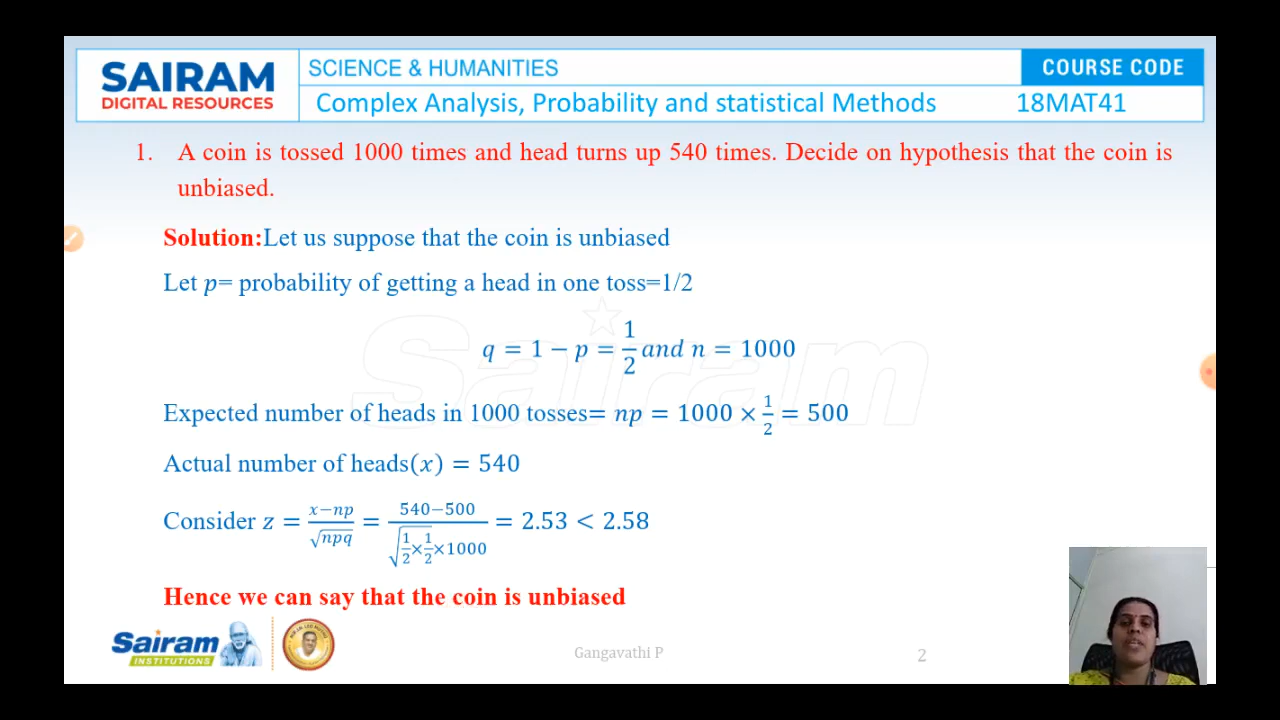 SAIRAM
DIGITAL RESOURCES
SCIENCE & HUMANITIES
COURSE CODE
Complex Analysis, Probability and statistical Methods 18MAT41
1. A coin is tossed 1000 times and head turns up 540 times. Decide on hypothesis that the coin is
unbiased.
Solution:Let us suppose that the coin is unbiased
Let p= probability of getting a head in one toss=1/2
q = 1 − p = 1/2 and n = 1000
Expected number of heads in 1000 tosses= np = 1000 × 1/2 = 500
Actual number of heads(x) = 540
Consider z = (x−np)/√npq = (540−500)/√(1/2×1/2×1000) = 2.53 < 2.58
Hence we can say that the coin is unbiased
Sairam
Sairam
INSTITUTIONS
Gangavathi P
2